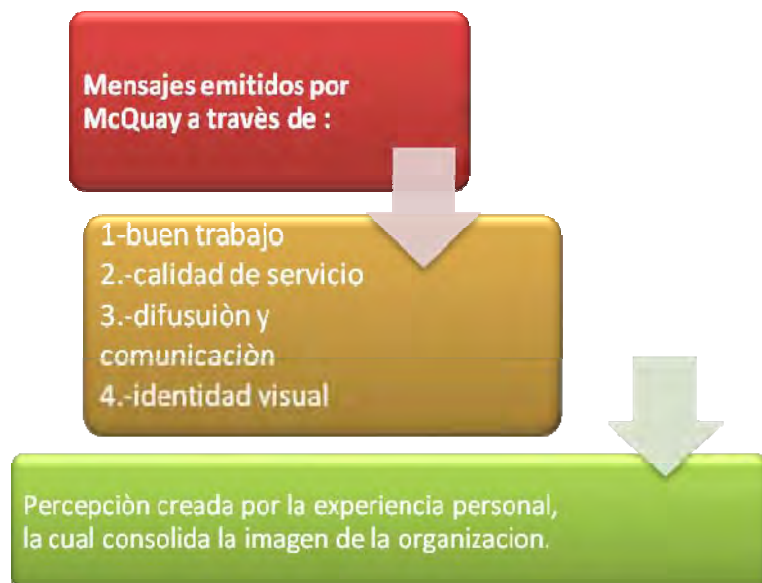 Mensajes emitidos por
McQuay a travès de :
1-buen trabajo
2.-calidad de servicio
3.-difusuiòn y
comunicaciòn
4.-identidad visual
Percepciòn creada por la experiencia personal,
la cual consolida la imagen de la organizacion.